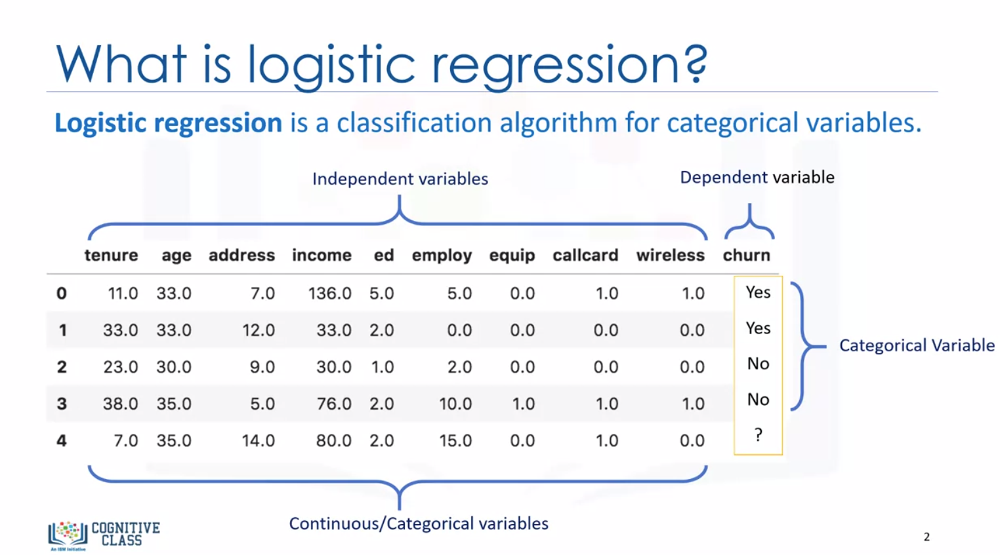 What is logistic regression?
Logistic regression is a classification algorithm for categorical variables.
Independent variables
Dependent variable
tenure age address income ed employ equip callcard wireless churn
0 11.0 33.0 7.0 136.0 5.0 5.0 0.0 1.0 1.0 Yes
1 33.0 33.0 12.0 33.0 2.0 0.0 0.0 0.0 0.0 Yes
2 23.0 30.0 9.0 30.0 1.0 2.0 0.0 0.0 0.0 No
3 38.0 35.0 5.0 76.0 2.0 10.0 1.0 1.0 1.0 No
4 7.0 35.0 14.0 80.0 2.0 15.0 0.0 1.0 0.0 ?
Categorical Variable
Continuous/Categorical variables
COGNITIVE
CLASS
An IBM Initiative
2